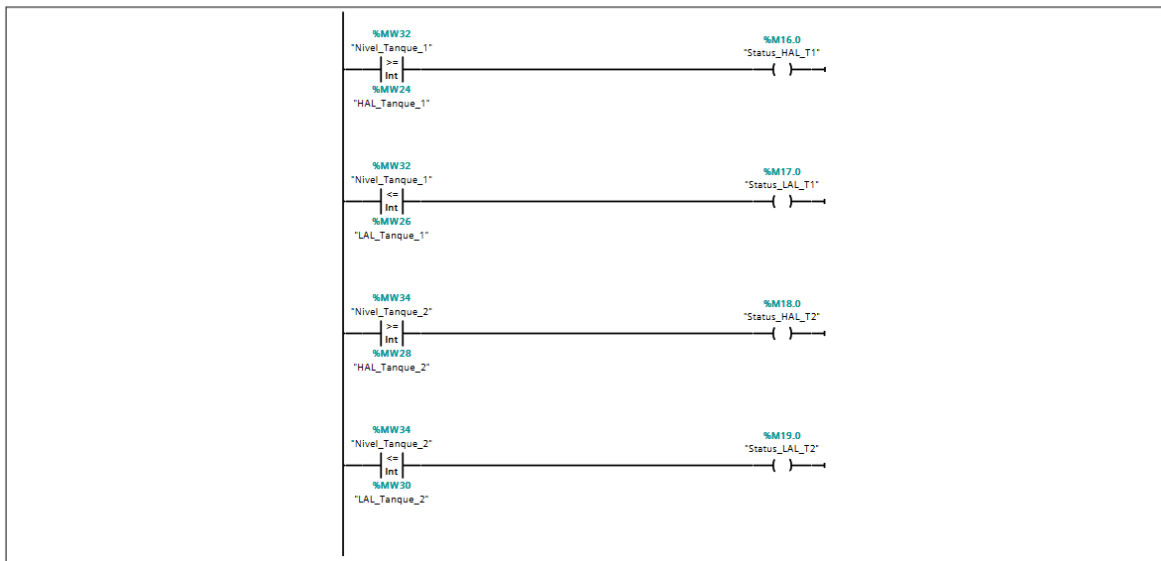 %MW32
"Nivel_Tanque_1"
>=
Int
%MW24
"HAL_Tanque_1"
%M16.0
"Status_HAL_T1"
( )
%MW32
"Nivel_Tanque_1"
<=
Int
%MW26
"LAL_Tanque_1"
%M17.0
"Status_LAL_T1"
( )
%MW34
"Nivel_Tanque_2"
>=
Int
%MW28
"HAL_Tanque_2"
%M18.0
"Status_HAL_T2"
( )
%MW34
"Nivel_Tanque_2"
<=
Int
%MW30
"LAL_Tanque_2"
%M19.0
"Status_LAL_T2"
( )